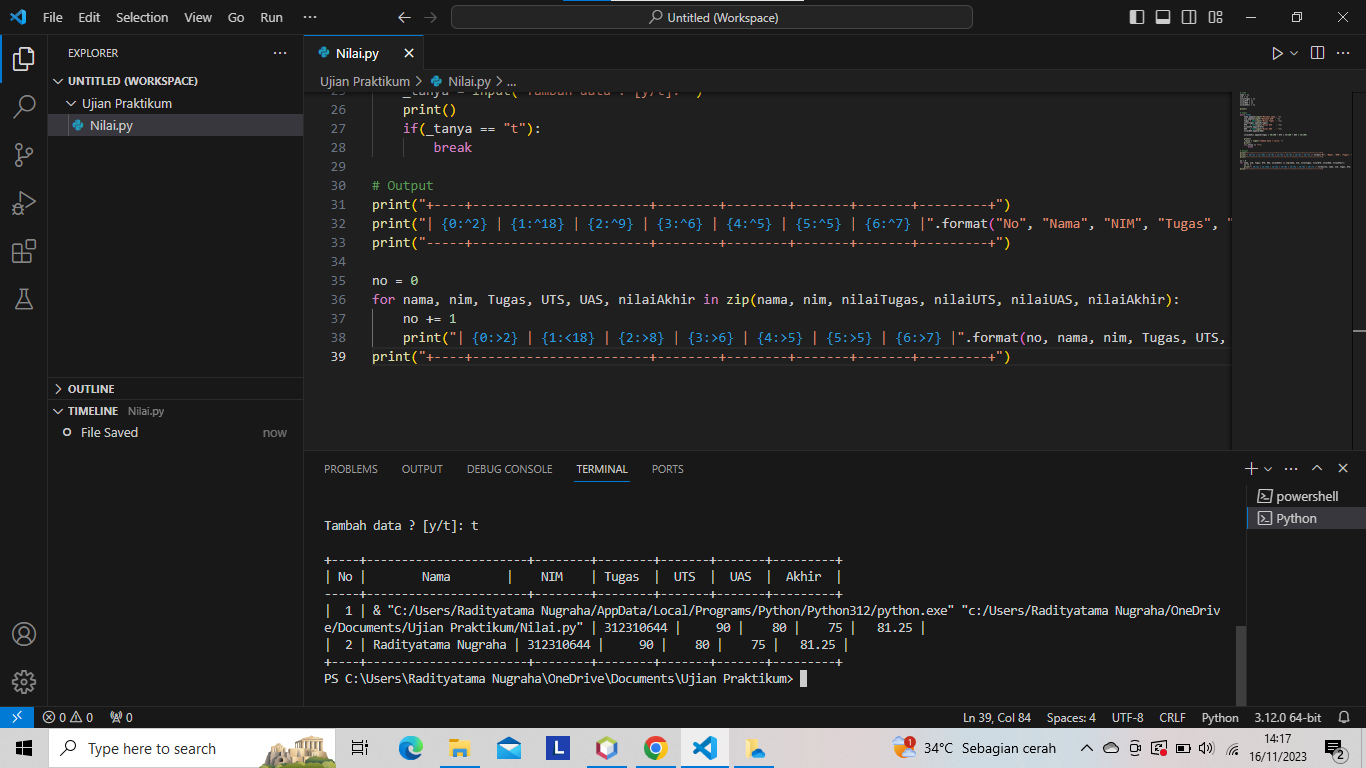 File Edit Selection View Go Run ··· Untitled (Workspace)
EXPLORER ···
UNTITLED (WORKSPACE)
Ujian Praktikum
Nilai.py
OUTLINE
TIMELINE Nilai.py
File Saved now
Nilai.py
Ujian Praktikum > Nilai.py > ...
26 print()
27 if(_tanya == "t"):
28 break
29
30 # Output
31 print("+----+-----------------------+--------+--------+-------+-------+---------+")
32 print("| {0:^2} | {1:^18} | {2:^9} | {3:^6} | {4:^5} | {5:^5} | {6:^7} |".format("No", "Nama", "NIM", "Tugas", "
33 print("-----+-----------------------+--------+--------+-------+-------+---------+")
34
35 no = 0
36 for nama, nim, Tugas, UTS, UAS, nilaiAkhir in zip(nama, nim, nilaiTugas, nilaiUTS, nilaiUAS, nilaiAkhir):
37 no += 1
38 print("| {0:>2} | {1:<18} | {2:>8} | {3:>6} | {4:>5} | {5:>5} | {6:>7} |".format(no, nama, nim, Tugas, UTS,
39 print("+----+-----------------------+--------+--------+-------+-------+---------+")
PROBLEMS OUTPUT DEBUG CONSOLE TERMINAL PORTS
powershell
Python
Tambah data ? [y/t]: t
+----+-----------------------+--------+--------+-------+-------+---------+
| No | Nama | NIM | Tugas | UTS | UAS | Akhir |
-----+-----------------------+--------+--------+-------+-------+---------+
| 1 | & "C:/Users/Radityatama Nugraha/AppData/Local/Programs/Python/Python312/python.exe" "c:/Users/Radityatama Nugraha/OneDriv
e/Documents/Ujian Praktikum/Nilai.py" | 312310644 | 90 | 80 | 75 | 81.25 |
| 2 | Radityatama Nugraha | 312310644 | 90 | 80 | 75 | 81.25 |
+----+-----------------------+--------+--------+-------+-------+---------+
PS C:\Users\Radityatama Nugraha\OneDrive\Documents\Ujian Praktikum>
0 0 0 Ln 39, Col 84 Spaces: 4 UTF-8 CRLF Python 3.12.0 64-bit
Type here to search 1 L 34°C Sebagian cerah 14:17
16/11/2023 2